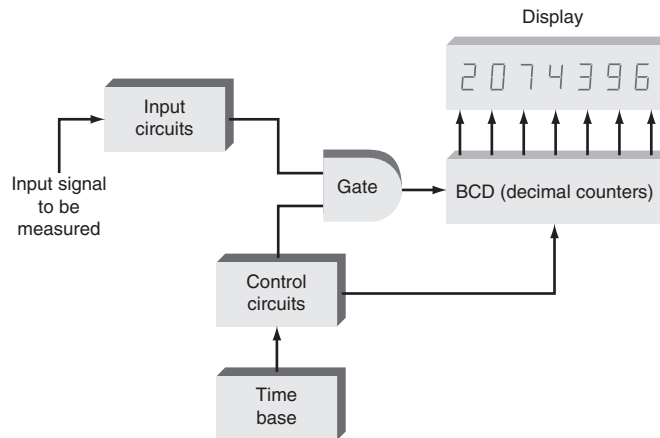 Display
2074396
Input
circuits
Input signal
to be
measured
Gate
BCD (decimal counters)
Control
circuits
Time
base